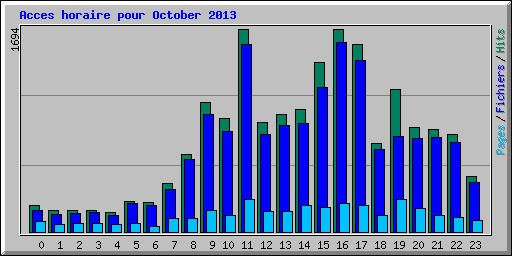 Acces horaire pour October 2013
1694
Pages / Fichiers / Hits
0 1 2 3 4 5 6 7 8 9 10 11 12 13 14 15 16 17 18 19 20 21 22 23